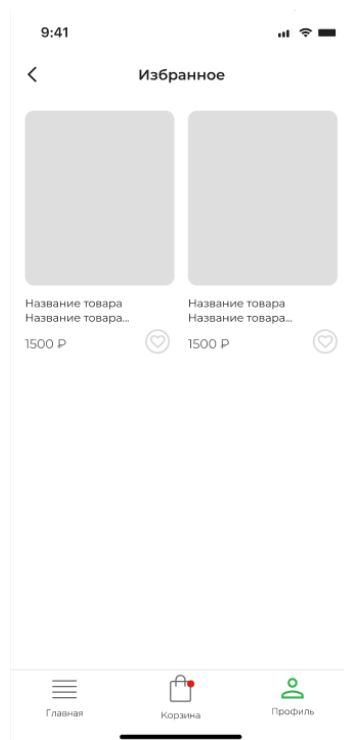 9:41
Избранное
Название товара
Название товара...
1500 ₽
Название товара
Название товара...
1500 ₽
Главная
Корзина
Профиль